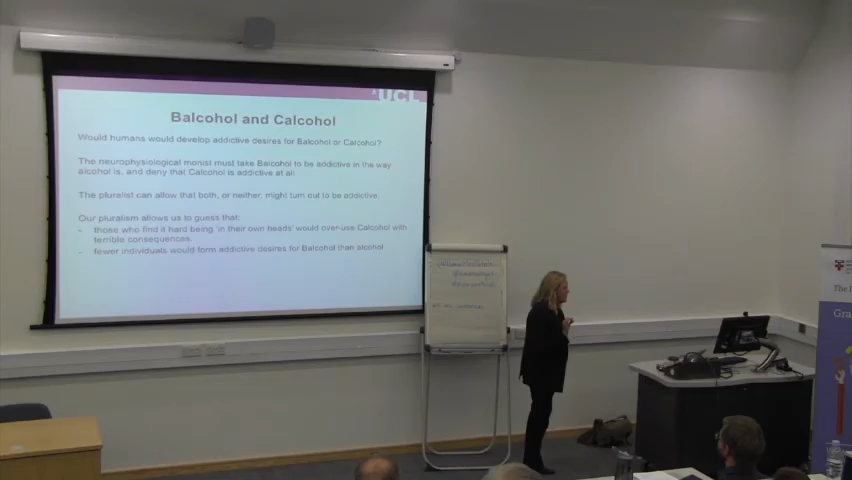 UCL
Balcohol and Calcohol
Would humans would develop addictive desires for Balcohol or Calcohol?
The neurophysiological monist must take Balcohol to be addictive in the way
alcohol is, and deny that Calcohol is addictive at all.
The pluralist can allow that both, or neither, might turn out to be addictive.
Our pluralism allows us to guess that:
- those who find it hard being 'in their own heads' would over-use Calcohol with
terrible consequences.
- fewer individuals would form addictive desires for Balcohol than alcohol
The
Gra